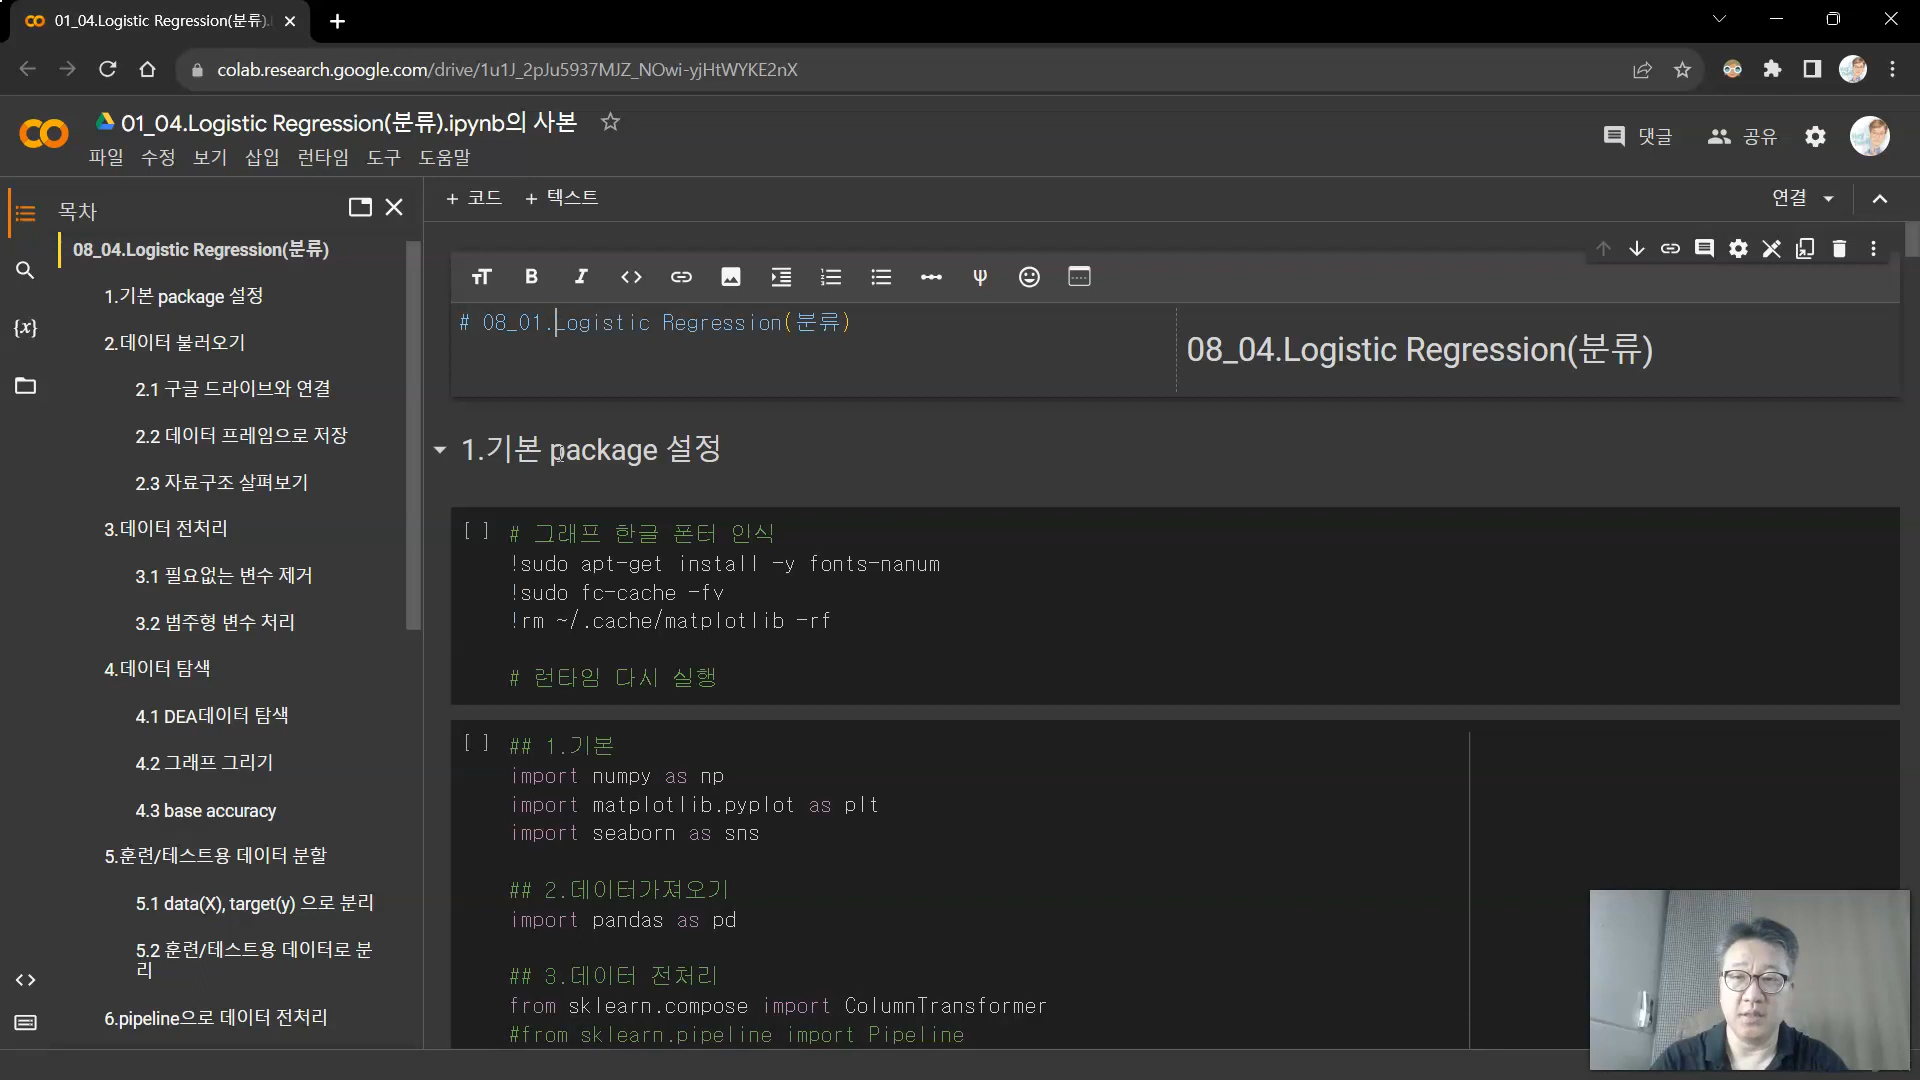 01_04.Logistic Regression(분류).i
colab.research.google.com/drive/1u1J_2pJu5937MJZ_NOwi-yjHtWYKE2nX
01_04.Logistic Regression(분류).ipynb의 사본
댓글
공유
파일 수정 보기 삽입 런타임 도구 도움말
목차
+ 코드 + 텍스트
연결
08_04.Logistic Regression(분류)
1.기본 package 설정
2.데이터 불러오기
2.1 구글 드라이브와 연결
2.2 데이터 프레임으로 저장
2.3 자료구조 살펴보기
3.데이터 전처리
3.1 필요없는 변수 제거
3.2 범주형 변수 처리
4.데이터 탐색
4.1 DEA데이터 탐색
4.2 그래프 그리기
4.3 base accuracy
5.훈련/테스트용 데이터 분할
5.1 data(X), target(y) 으로 분리
5.2 훈련/테스트용 데이터로 분
리
6.pipeline으로 데이터 전처리
# 08_01.Logistic Regression(분류)
08_04.Logistic Regression(분류)
1.기본 package 설정
[ ] # 그래프 한글 폰터 인식
!sudo apt-get install -y fonts-nanum
!sudo fc-cache -fv
!rm ~/.cache/matplotlib -rf
# 런타임 다시 실행
[ ] ## 1.기본
import numpy as np
import matplotlib.pyplot as plt
import seaborn as sns
## 2.데이터가져오기
import pandas as pd
## 3.데이터 전처리
from sklearn.compose import ColumnTransformer
#from sklearn.pipeline import Pipeline